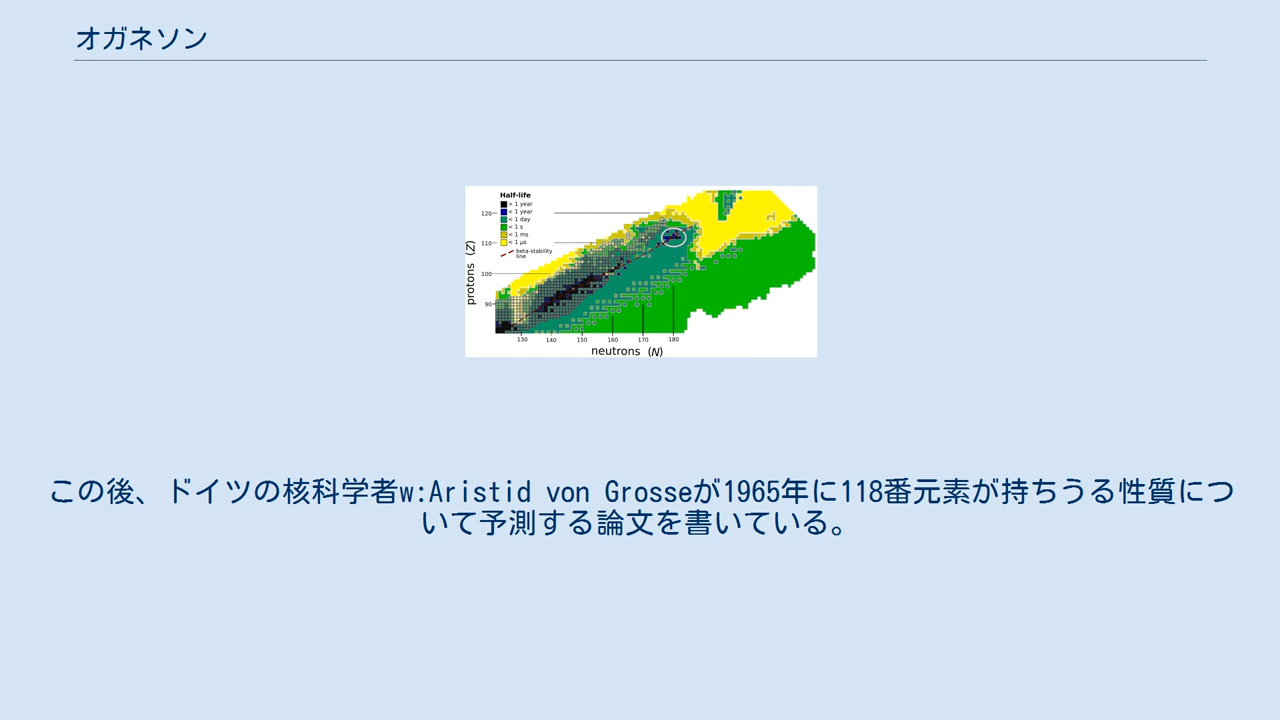 オガネソン
Half-life
> 1 year
< 1 year
< 1 day
< 1 s
< 1 ms
< 1 µs
beta-stability
line
protons (Z)
120
110
100
90
130 140 150 160 170 180
neutrons (N)
この後、ドイツの核科学者w:Aristid von Grosseが1965年に118番元素が持ちうる性質につ
いて予測する論文を書いている。